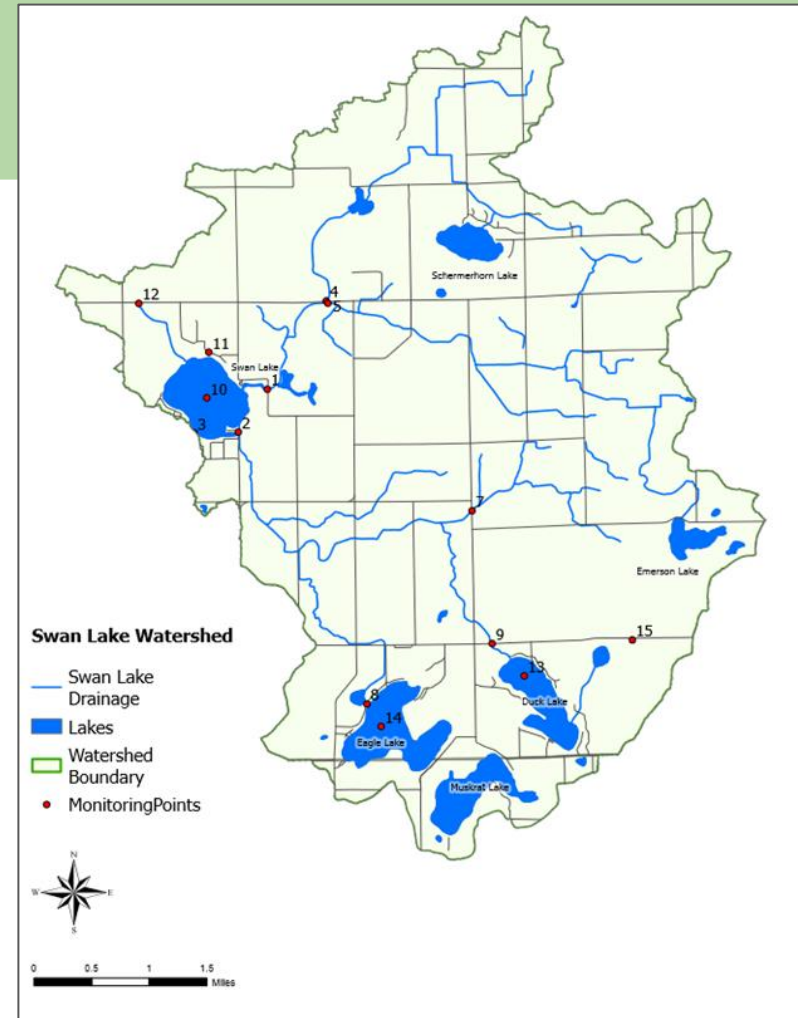 4
12
5
Schermerhorn Lake
11
Swan Lake
10
1
3
2
7
Emerson Lake
9
15
13
8
Duck Lake
14
Eagle Lake
Muskrat Lake
Swan Lake Watershed
Swan Lake
Drainage
Lakes
Watershed
Boundary
MonitoringPoints
N
W
E
S
0
0.5
1
1.5
Miles